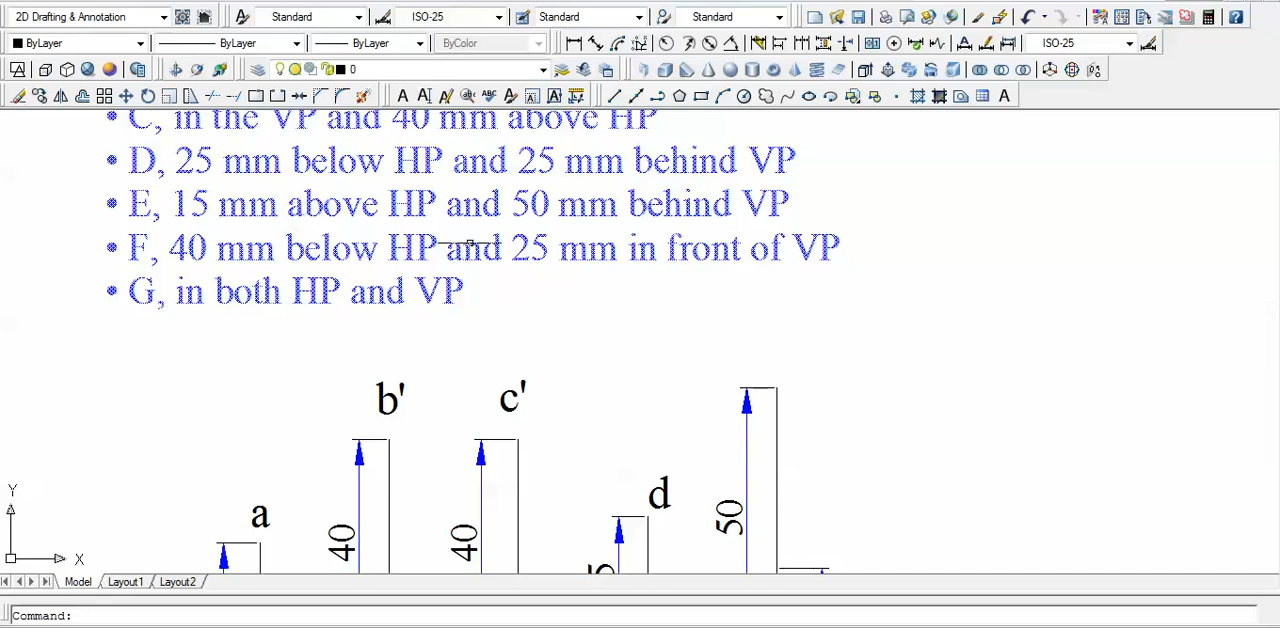 2D Drafting & Annotation Standard ISO-25 Standard Standard
ByLayer ByLayer ByLayer ByColor ISO-25
0
• C, in the VP and 40 mm above HP
• D, 25 mm below HP and 25 mm behind VP
• E, 15 mm above HP and 50 mm behind VP
• F, 40 mm below HP and 25 mm in front of VP
• G, in both HP and VP
b' c'
a d
40 40 50
Y
X
Model Layout1 Layout2
Command: